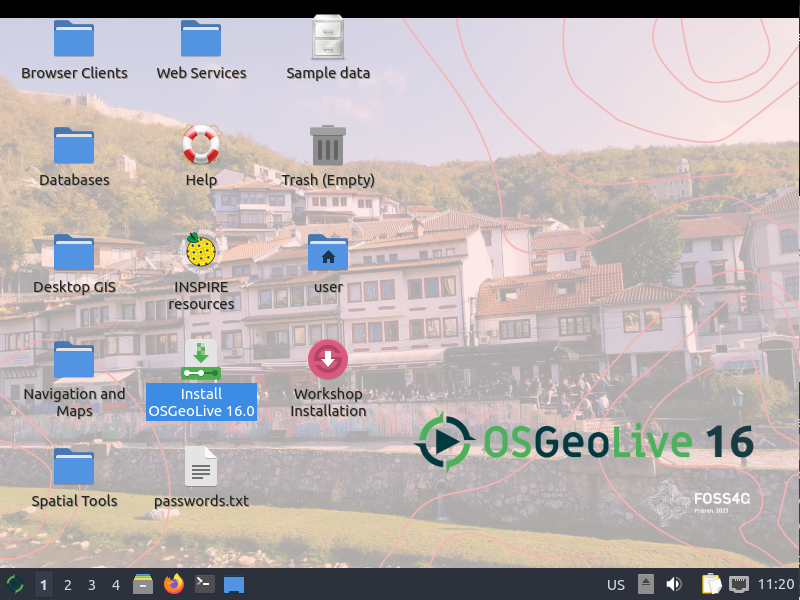 Browser Clients
Web Services
Sample data
Databases
Help
Trash (Empty)
Desktop GIS
INSPIRE
resources
user
Navigation and
Maps
Install
OSGeoLive 16.0
Workshop
Installation
Spatial Tools
passwords.txt
OSGeoLive 16
FOSS4G
Prizren, 2023
1 2 3 4
US
11:20